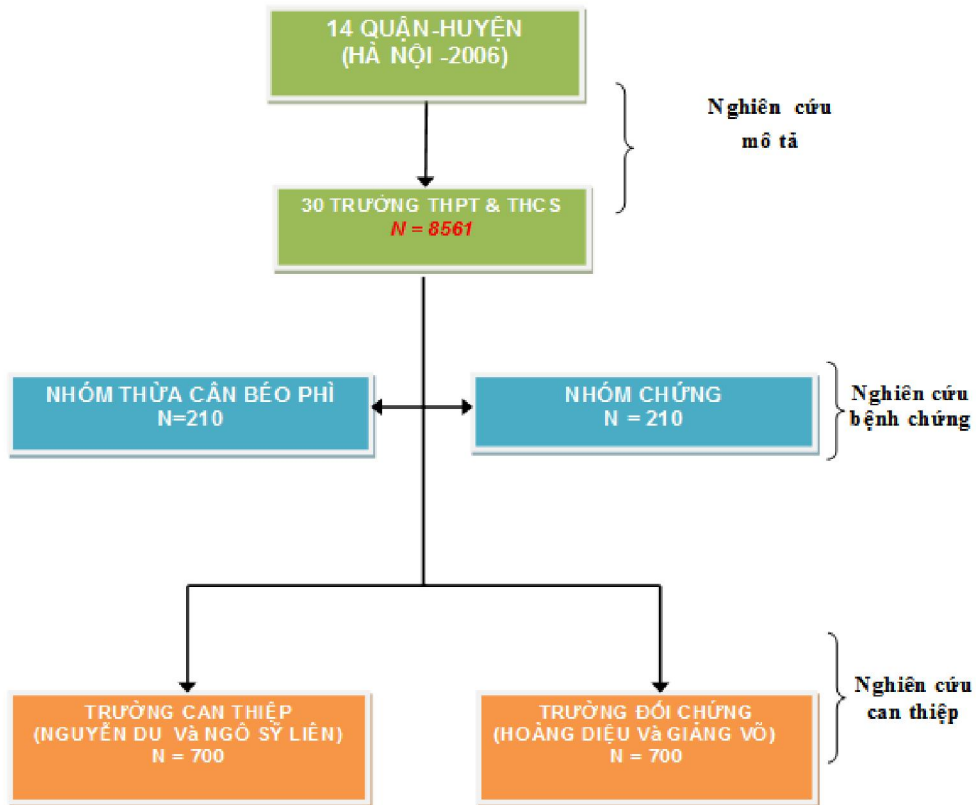 14 QUẬN-HUYỆN
(HÀ NỘI -2006)
Nghiên cứu
mô tả
30 TRƯỜNG THPT & THCS
N = 8561
NHÓM THỪA CÂN BÉO PHÌ
N=210
NHÓM CHỨNG
N = 210
Nghiên cứu
bệnh chứng
TRƯỜNG CAN THIỆP
(NGUYỄN DU Và NGÔ SỸ LIÊN)
N = 700
TRƯỜNG ĐỐI CHỨNG
(HOÀNG DIỆU Và GIẢNG VÕ)
N = 700
Nghiên cứu
can thiệp